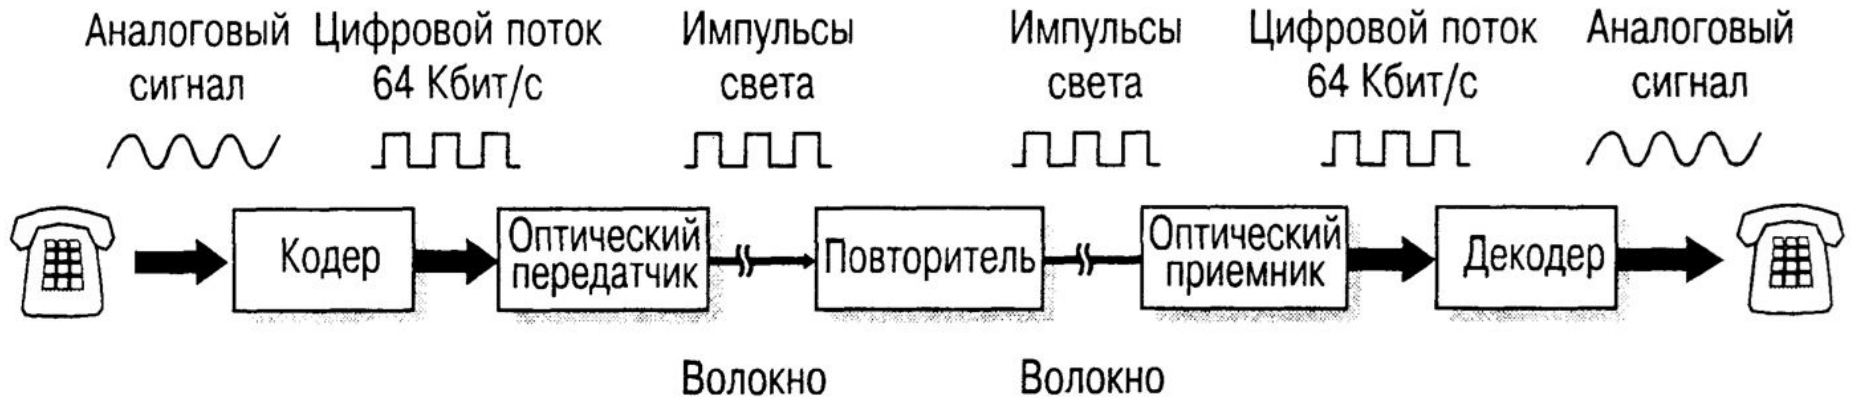 Аналоговый
сигнал
Цифровой поток
64 Кбит/с
Импульсы
света
Импульсы
света
Цифровой поток
64 Кбит/с
Аналоговый
сигнал
Кодер
Оптический
передатчик
Повторитель
Оптический
приемник
Декодер
Волокно
Волокно